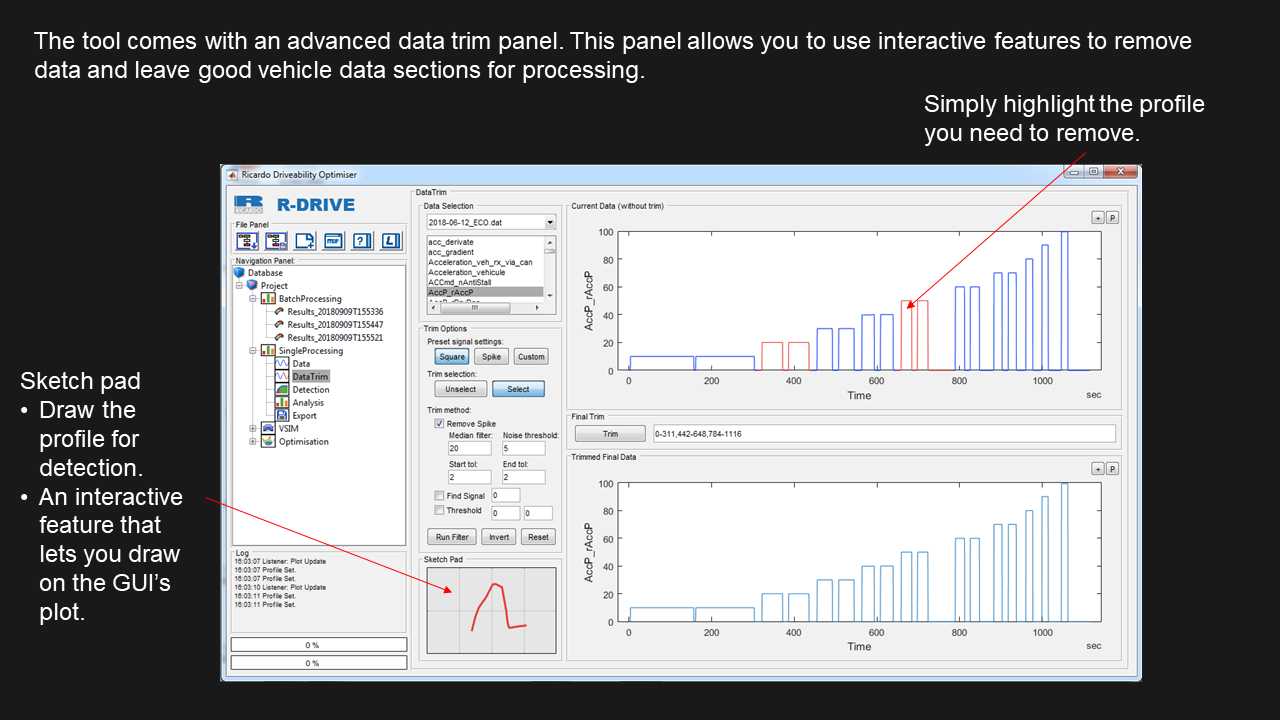 The tool comes with an advanced data trim panel. This panel allows you to use interactive features to remove
data and leave good vehicle data sections for processing.
Simply highlight the profile
you need to remove.
Sketch pad
• Draw the
profile for
detection.
• An interactive
feature that
lets you draw
on the GUI's
plot.
Ricardo Driveability Optimiser
RICARDO
R-DRIVE
File Panel
MDF ? L
Navigation Panel:
Database
Project
BatchProcessing
Results_20180909T155336
Results_20180909T155447
Results_20180909T155521
SingleProcessing
Data
DataTrim
Detection
Analysis
Export
VSIM
Optimisation
Log
16:03:07 Listener: Plot Update
16:03:07 Profile Set.
16:03:07 Profile Set.
16:03:10 Listener: Plot Update
16:03:11 Profile Set.
16:03:11 Profile Set.
0 %
0 %
DataTrim
Data Selection
2018-06-12_ECO.dat
acc_derivate
acc_gradient
Acceleration_veh_rx_via_can
Acceleration_vehicule
ACCmd_nAntiStall
AccP_rAccP
Trim Options
Preset signal settings:
Square Spike Custom
Trim selection:
Unselect Select
Trim method:
Remove Spike
Median filter: Noise threshold:
20 5
Start tol: End tol:
2 2
Find Signal 0
Threshold 0 0
Run Filter Invert Reset
Sketch Pad
Current Data (without trim)
+ P
100
80
60
40
20
0
AccP_rAccP
0 200 400 600 800 1000
Time
sec
Final Trim
Trim 0-311,442-648,784-1116
Trimmed Final Data
+ P
100
80
60
40
20
0
AccP_rAccP
0 200 400 600 800 1000
Time
sec